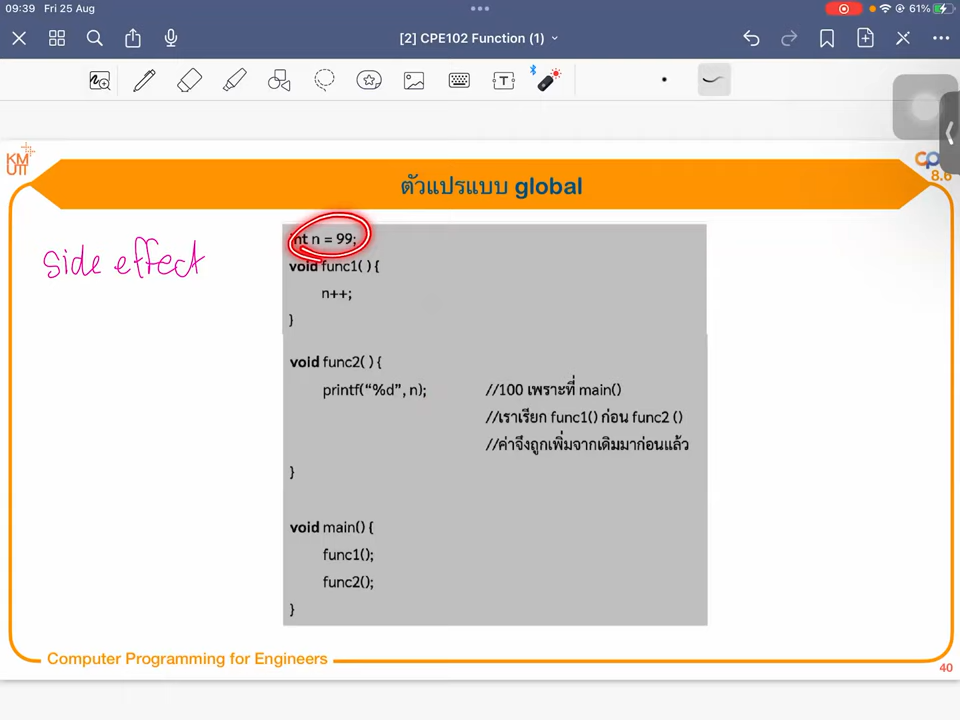 09:39 Fri 25 Aug
61%
[2] CPE102 Function (1)
T
KM
UTT
8.6
ตัวแปรแบบ global
side effect
int n = 99;
void func1( ) {
n++;
}
void func2( ) {
printf(“%d”, n); //100 เพราะที่ main()
//เราเรียก func1() ก่อน func2 ()
//ค่าจึงถูกเพิ่มจากเดิมมาก่อนแล้ว
}
void main() {
func1();
func2();
}
Computer Programming for Engineers
40